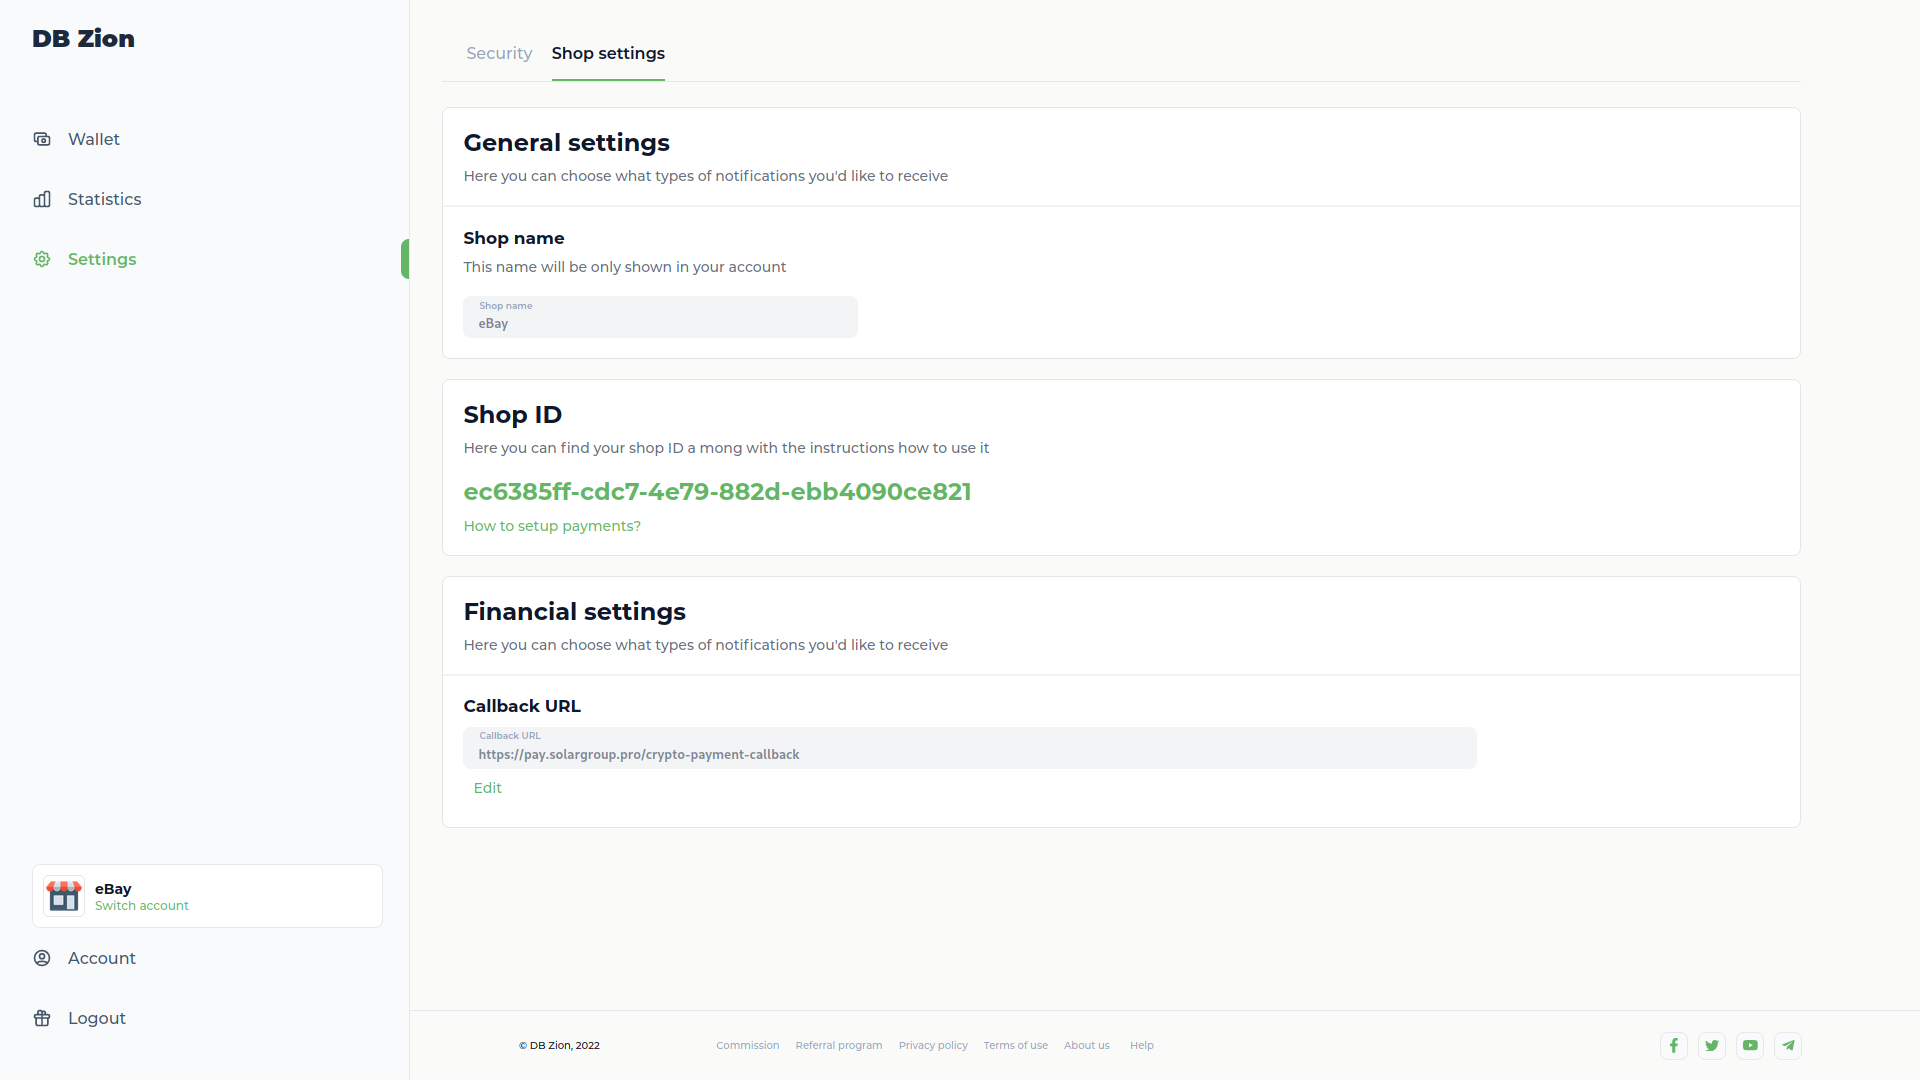 DB Zion
Wallet
Statistics
Settings
eBay
Switch account
Account
Logout
Security
Shop settings
General settings
Here you can choose what types of notifications you'd like to receive
Shop name
This name will be only shown in your account
Shop name
eBay
Shop ID
Here you can find your shop ID a mong with the instructions how to use it
ec6385ff-cdc7-4e79-882d-ebb4090ce821
How to setup payments?
Financial settings
Here you can choose what types of notifications you'd like to receive
Callback URL
Callback URL
https://pay.solargroup.pro/crypto-payment-callback
Edit
© DB Zion, 2022
Commission
Referral program
Privacy policy
Terms of use
About us
Help